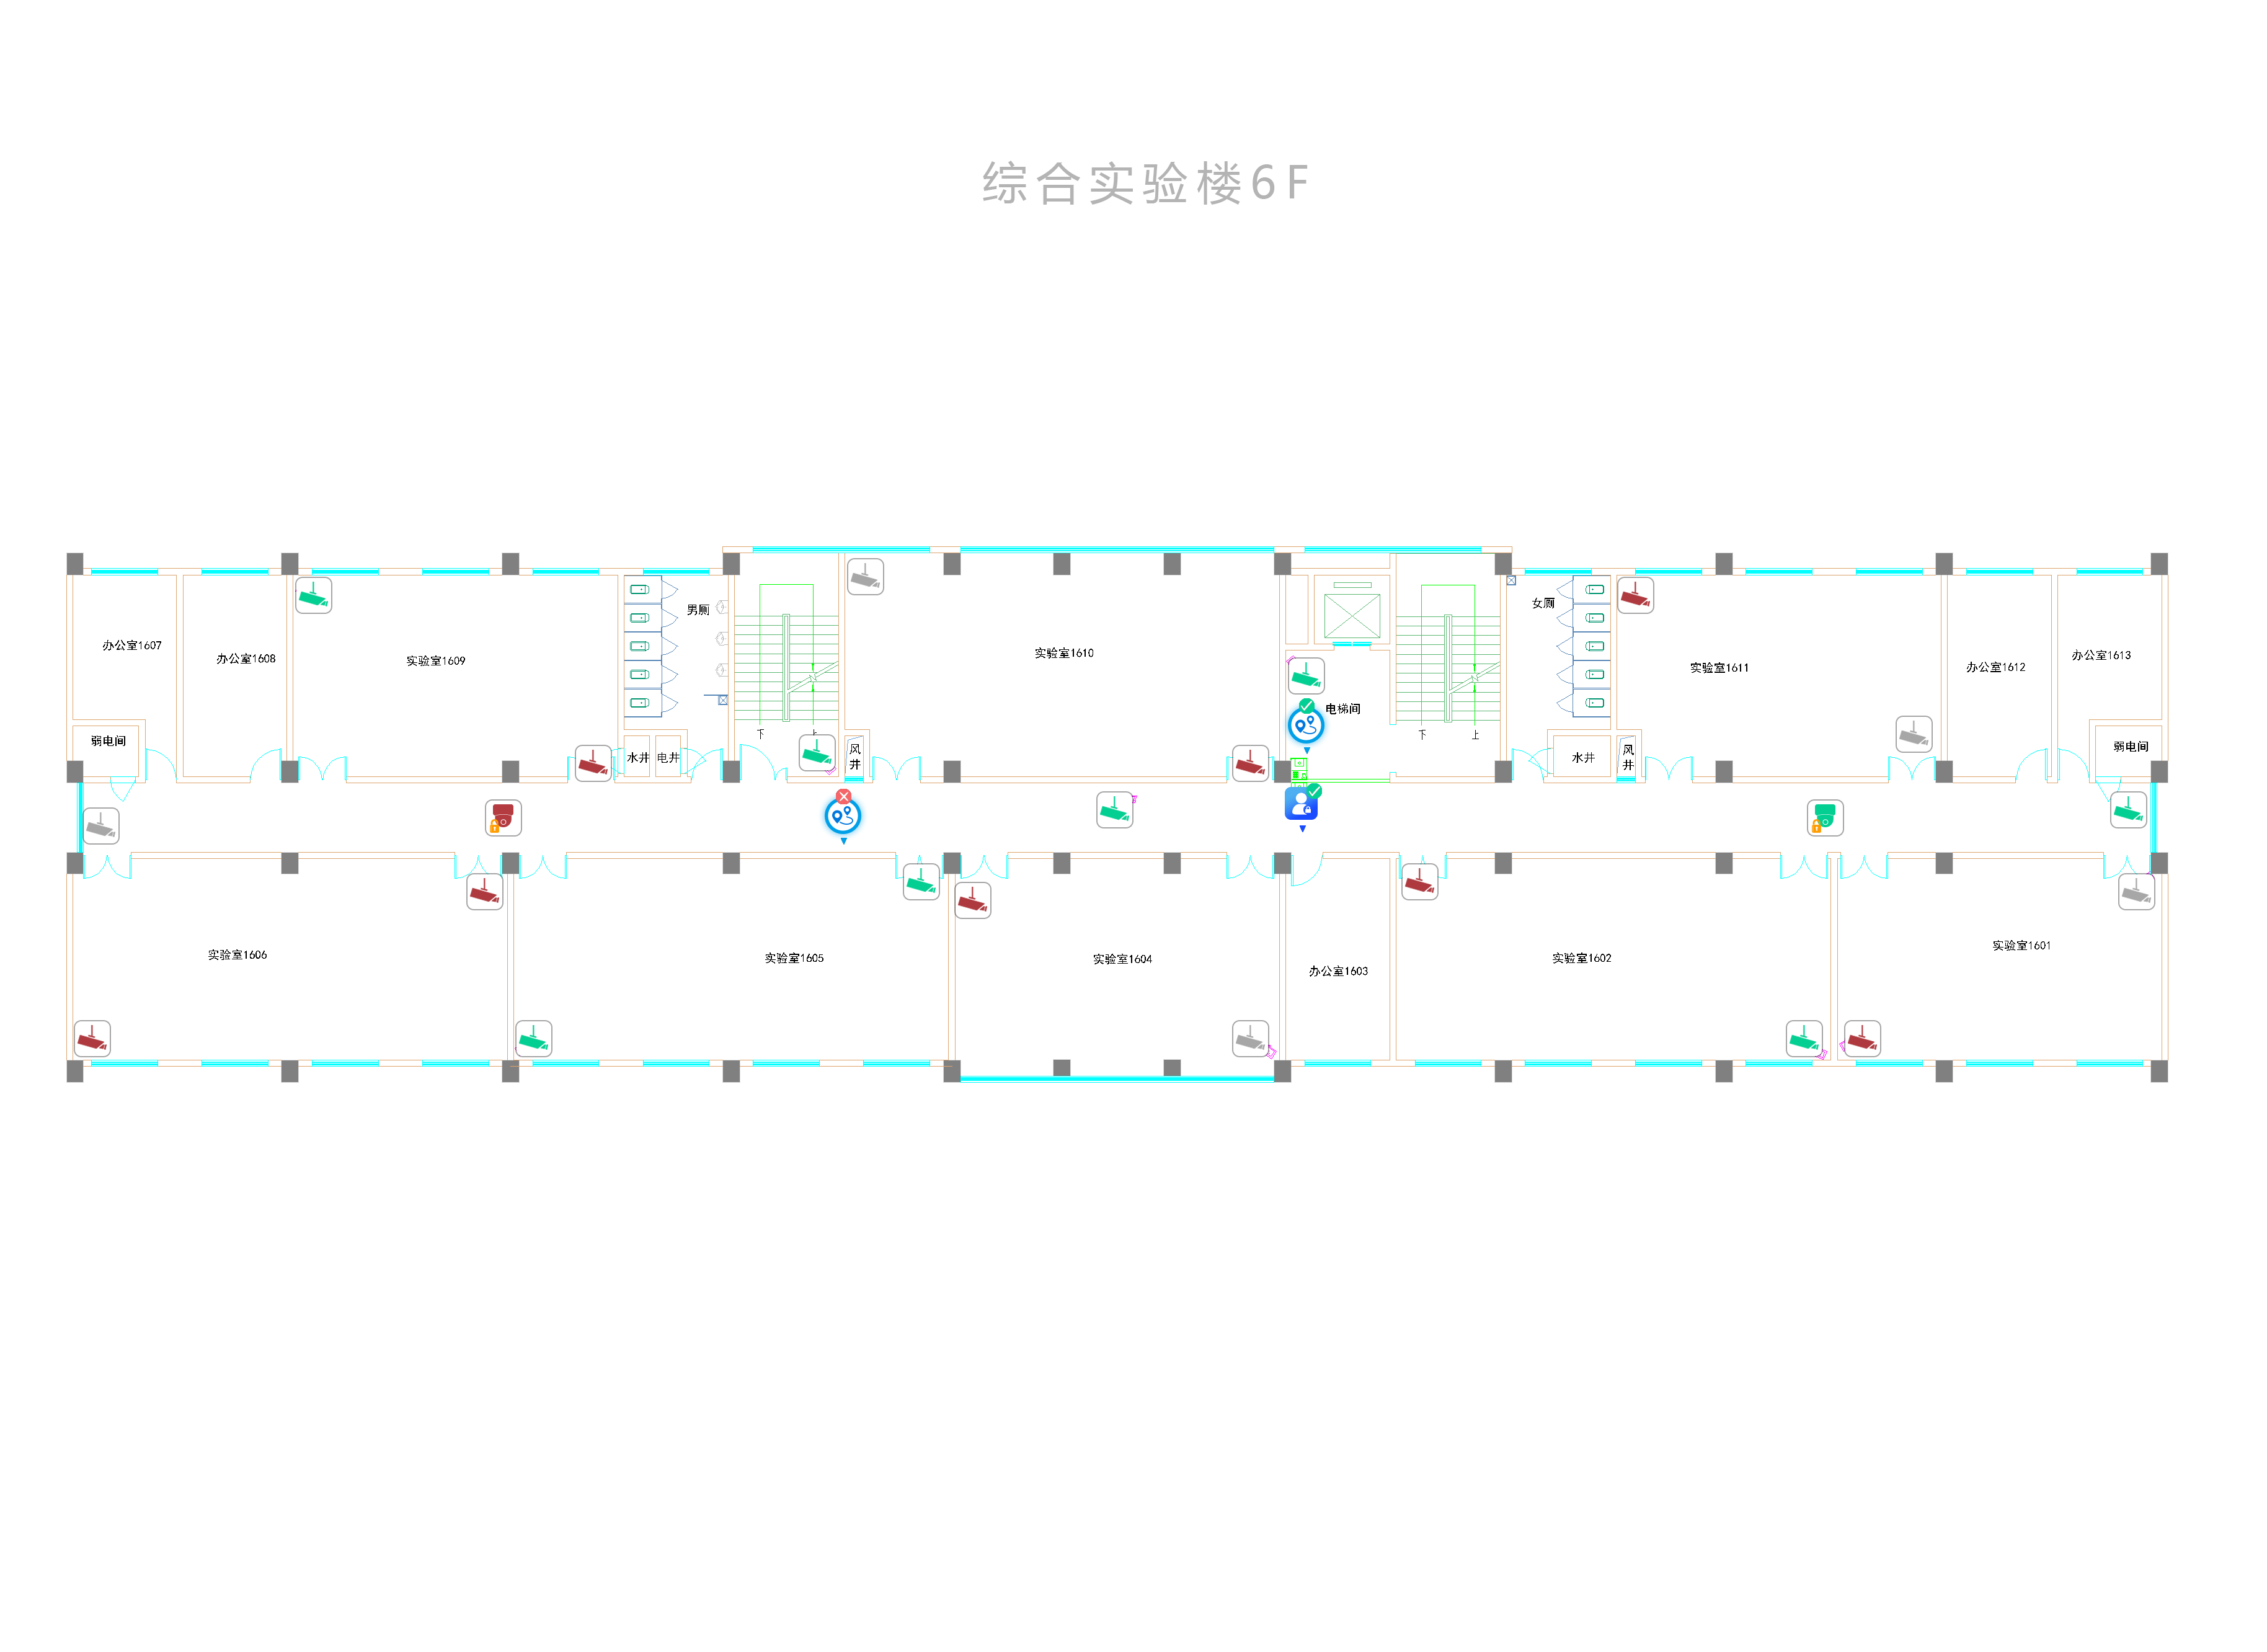 综合实验楼6F
男厕
女厕
办公室1607
办公室1608
实验室1609
实验室1610
实验室1611
办公室1612
办公室1613
电梯间
弱电间
水井
电井
下
上
风井
下
上
水井
风井
弱电间
实验室1606
实验室1605
实验室1604
办公室1603
实验室1602
实验室1601